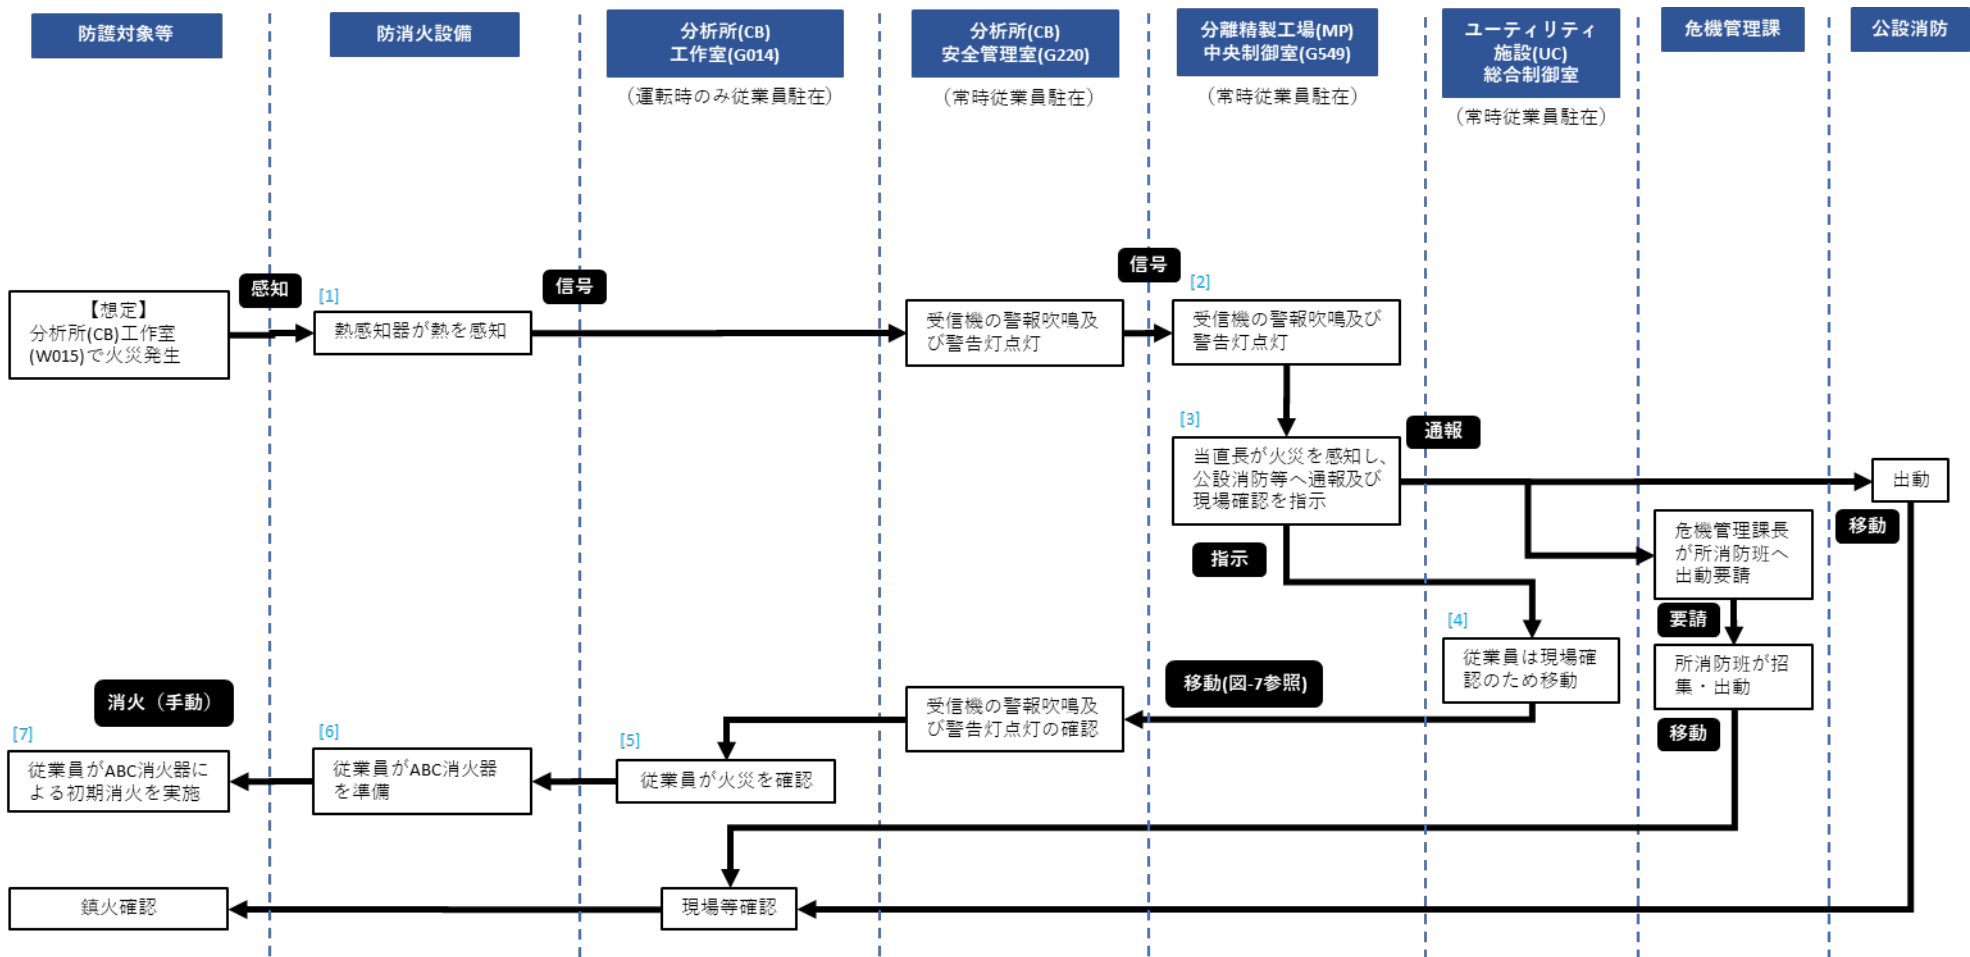 防護対象等
防消火設備
分析所(CB)
工作室(G014)
(運転時のみ従業員駐在)
分析所(CB)
安全管理室(G220)
(常時従業員駐在)
分離精製工場(MP)
中央制御室(G549)
(常時従業員駐在)
ユーティリティ
施設(UC)
総合制御室
(常時従業員駐在)
危機管理課
公設消防
【想定】
分析所(CB)工作室
(W015)で火災発生
感知
[1]
熱感知器が熱を感知
信号
受信機の警報吹鳴及
び警告灯点灯
信号
[2]
受信機の警報吹鳴及び
警告灯点灯
[3]
当直長が火災を感知し、
公設消防等へ通報及び
現場確認を指示
通報
出動
移動
危機管理課長
が所消防班へ
出動要請
指示
要請
[4]
従業員は現場確
認のため移動
所消防班が招
集・出動
移動
移動(図-7参照)
受信機の警報吹鳴及
び警告灯点灯の確認
[5]
従業員が火災を確認
[6]
従業員がABC消火器
を準備
消火（手動）
[7]
従業員がABC消火器に
よる初期消火を実施
現場等確認
鎮火確認